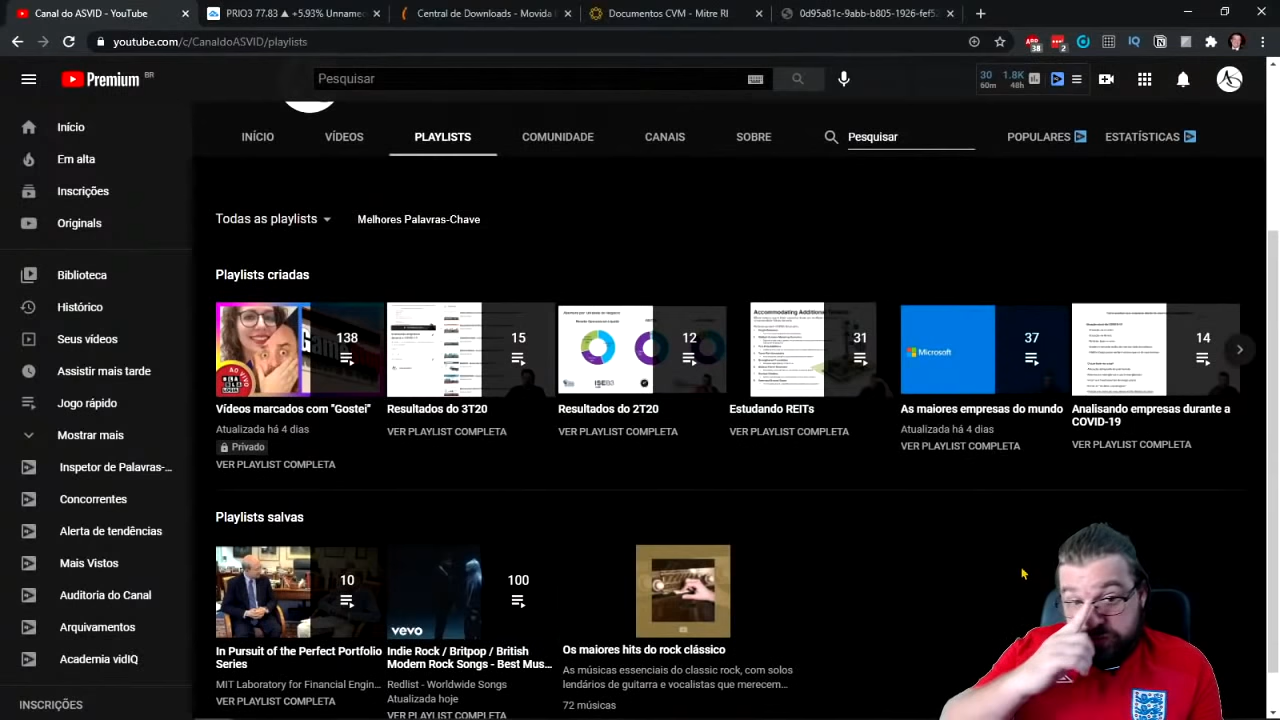 Canal do ASVID - YouTube
PRIO3 77.83 ▲ +5.93% Unname
Central de Downloads - Movida
Documentos CVM - Mitre RI
0d95a81c-9abb-b805-1926-fef52
youtube.com/c/CanaldoASVID/playlists
38
2
IQ
Premium BR
Pesquisar
30 60m
1.8K 48h
INÍCIO
VÍDEOS
PLAYLISTS
COMUNIDADE
CANAIS
SOBRE
Pesquisar
POPULARES
ESTATÍSTICAS
Início
Em alta
Inscrições
Originals
Biblioteca
Histórico
mais tarde
Jogo rápido
Mostrar mais
Inspetor de Palavras-...
Concorrentes
Alerta de tendências
Mais Vistos
Auditoria do Canal
Arquivamentos
Academia vidIQ
INSCRIÇÕES
Todas as playlists
Melhores Palavras-Chave
Playlists criadas
Vídeos marcados com
Atualizada há 4 dias
Privado
VER PLAYLIST COMPLETA
Resultados do 3T20
VER PLAYLIST COMPLETA
17
Resultados do 2T20
VER PLAYLIST COMPLETA
Accommodating Additional
31
Estudando REITs
VER PLAYLIST COMPLETA
Microsoft
37
As maiores empresas do mundo
Atualizada há 4 dias
VER PLAYLIST COMPLETA
Analisando empresas durante a
COVID-19
VER PLAYLIST COMPLETA
Playlists salvas
10
In Pursuit of the Perfect Portfolio
Series
MIT Laboratory for Financial Engin...
VER PLAYLIST COMPLETA
vevo
100
Indie Rock / Britpop / British
Modern Rock Songs - Best Mus...
Redlist - Worldwide Songs
Atualizada hoje
VER PLAYLIST COMPLETA
Os maiores hits do rock clássico
As músicas essenciais do classic rock, com solos
lendários de guitarra e vocalistas que merecem...
72 músicas